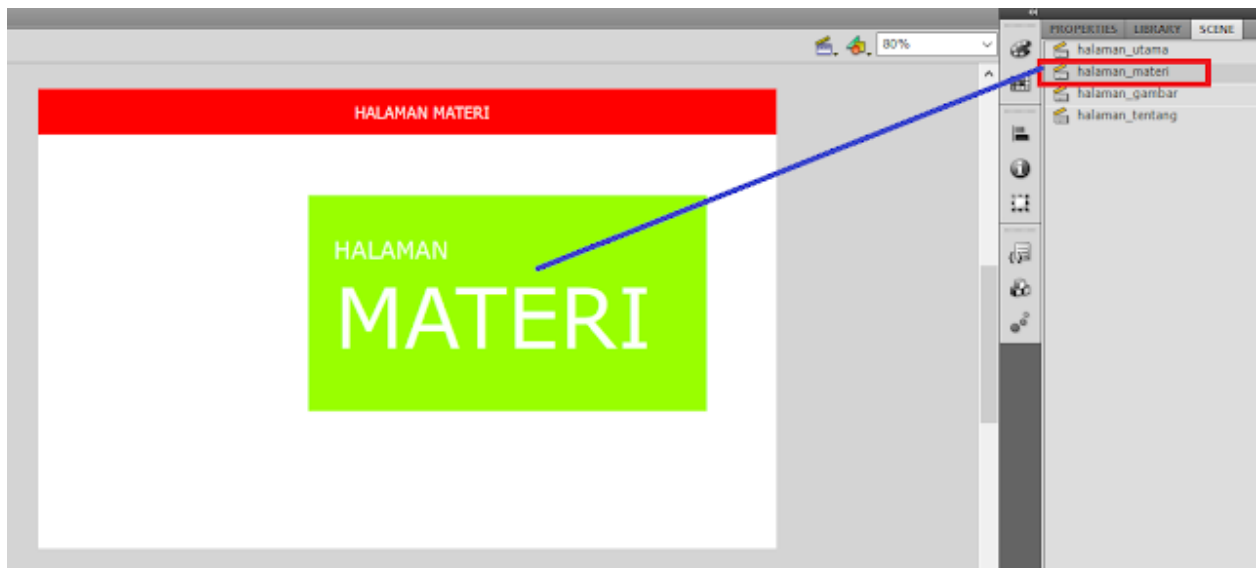 80%
PROPERTIES LIBRARY SCENE
halaman_utama
halaman_materi
halaman_gambar
halaman_tentang
HALAMAN MATERI
HALAMAN
MATERI